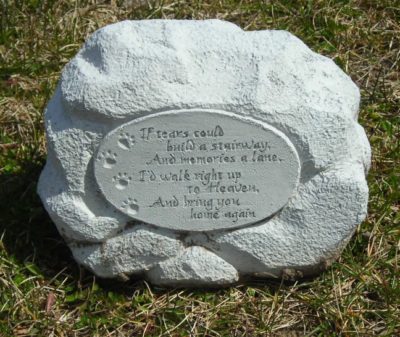 If tears could
build a stairway,
And memories a lane.
I'd walk right up
to Heaven,
And bring you
home again